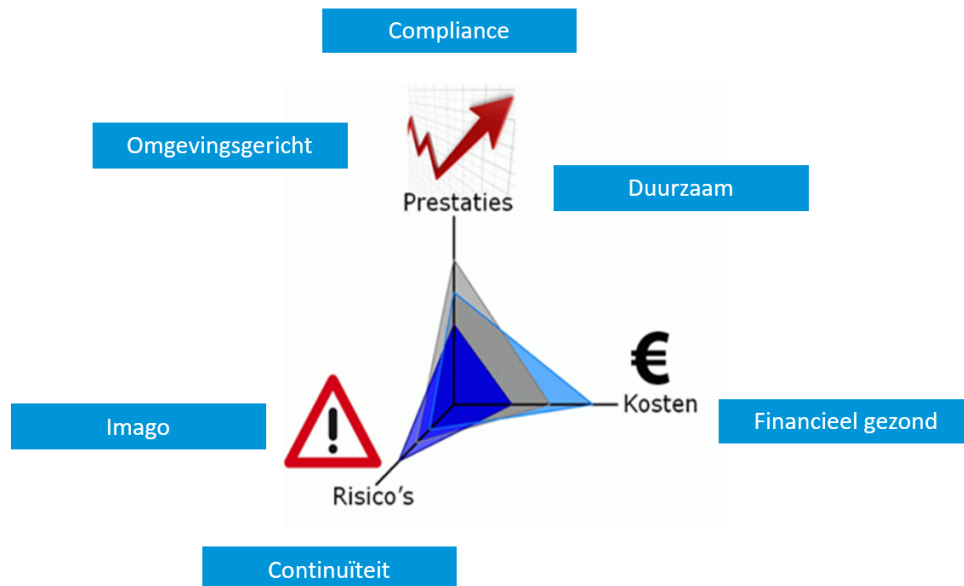 Compliance
Omgevingsgericht
Duurzaam
Prestaties
€
Kosten
Financieel gezond
Imago
!
Risico's
Continuïteit